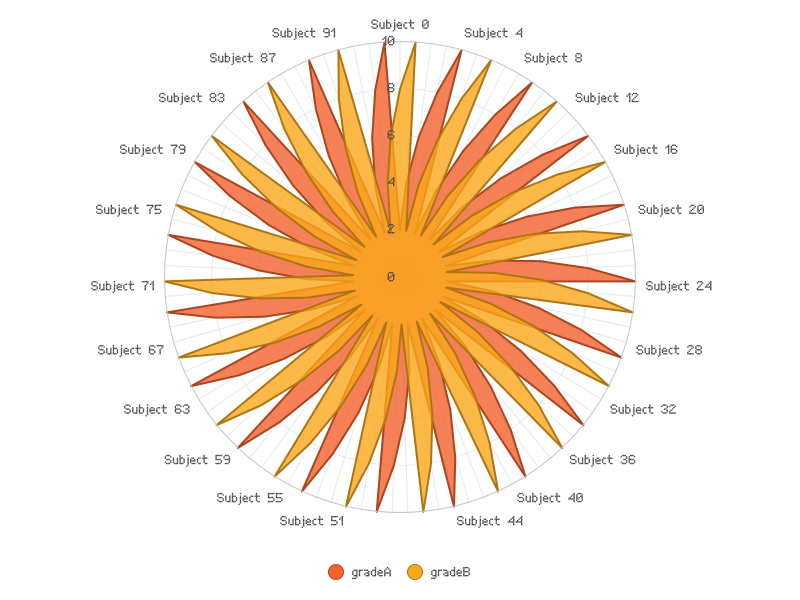 Subject 0
Subject 4
Subject 8
Subject 12
Subject 16
Subject 20
Subject 24
Subject 28
Subject 32
Subject 36
Subject 40
Subject 44
Subject 51
Subject 55
Subject 59
Subject 63
Subject 67
Subject 71
Subject 75
Subject 79
Subject 83
Subject 87
Subject 91
10
8
6
4
2
0
gradeA gradeB